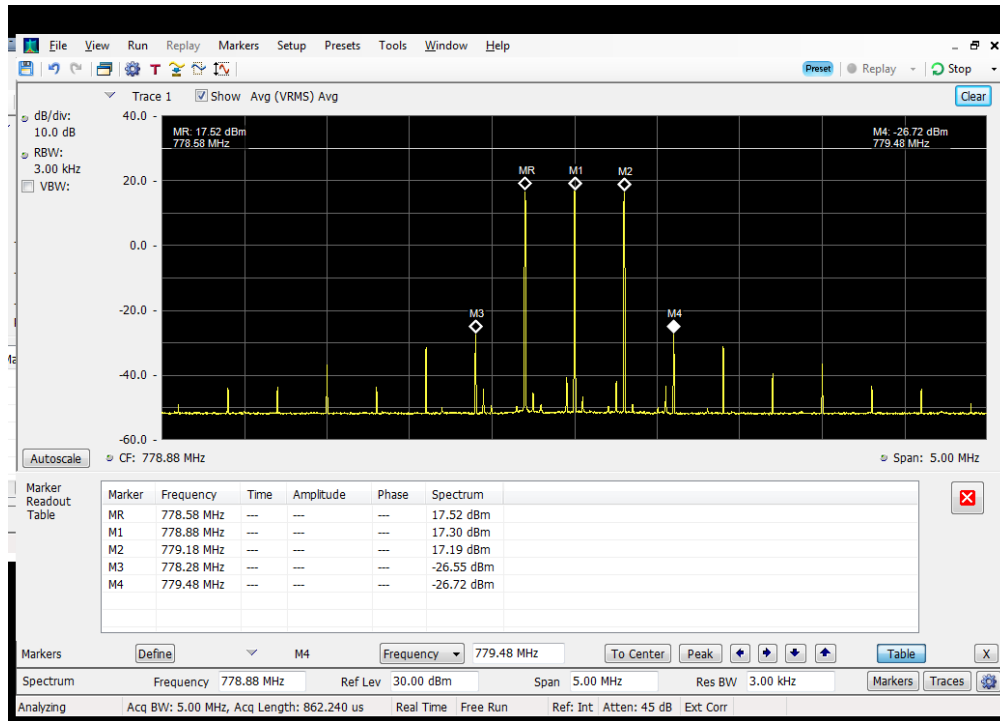 File View Run Replay Markers Setup Presets Tools Window Help
T Preset Replay Stop
Trace 1 Show Avg (VRMS) Avg Clear
dB/div:
10.0 dB
RBW:
3.00 kHz
VBW:
40.0
20.0
0.0
-20.0
-40.0
-60.0
MR: 17.52 dBm
778.58 MHz
M4: -26.72 dBm
779.48 MHz
MR M1 M2
M3 M4
Autoscale CF: 778.88 MHz Span: 5.00 MHz
Marker
Readout
Table
Marker Frequency Time Amplitude Phase Spectrum
MR 778.58 MHz --- --- --- 17.52 dBm
M1 778.88 MHz --- --- --- 17.30 dBm
M2 779.18 MHz --- --- --- 17.19 dBm
M3 778.28 MHz --- --- --- -26.55 dBm
M4 779.48 MHz --- --- --- -26.72 dBm
Markers Define M4 Frequency 779.48 MHz To Center Peak Table X
Spectrum Frequency 778.88 MHz Ref Lev 30.00 dBm Span 5.00 MHz Res BW 3.00 kHz Markers Traces
Analyzing Acq BW: 5.00 MHz, Acq Length: 862.240 us Real Time Free Run Ref: Int Atten: 45 dB Ext Corr